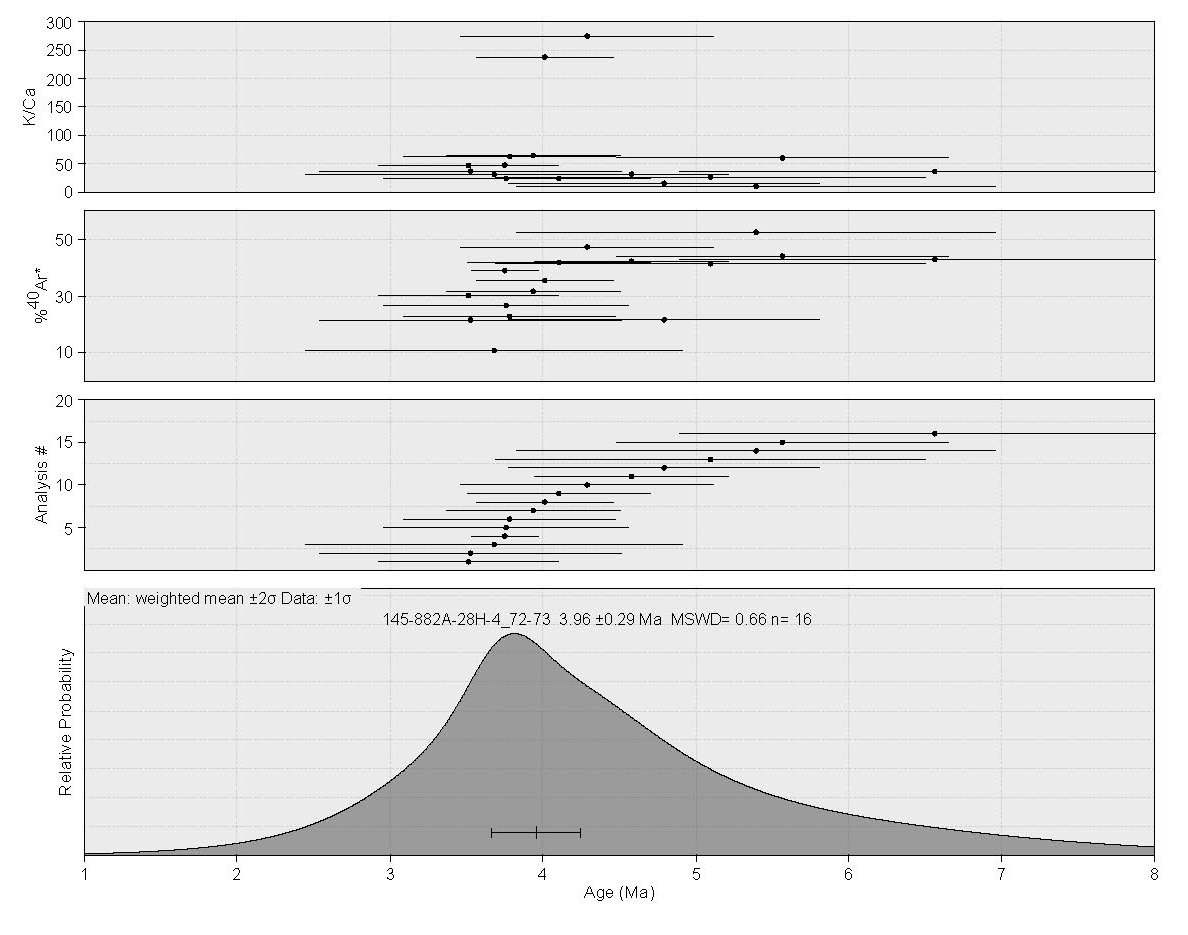 300
250
200
150
100
50
0
K/Ca
50
30
10
%40Ar*
20
15
10
5
Analysis #
Mean: weighted mean ±2σ Data: ±1σ
145-882A-28H-4_72-73 3.96 ±0.29 Ma MSWD= 0.66 n= 16
Relative Probability
1 2 3 4 5 6 7 8
Age (Ma)